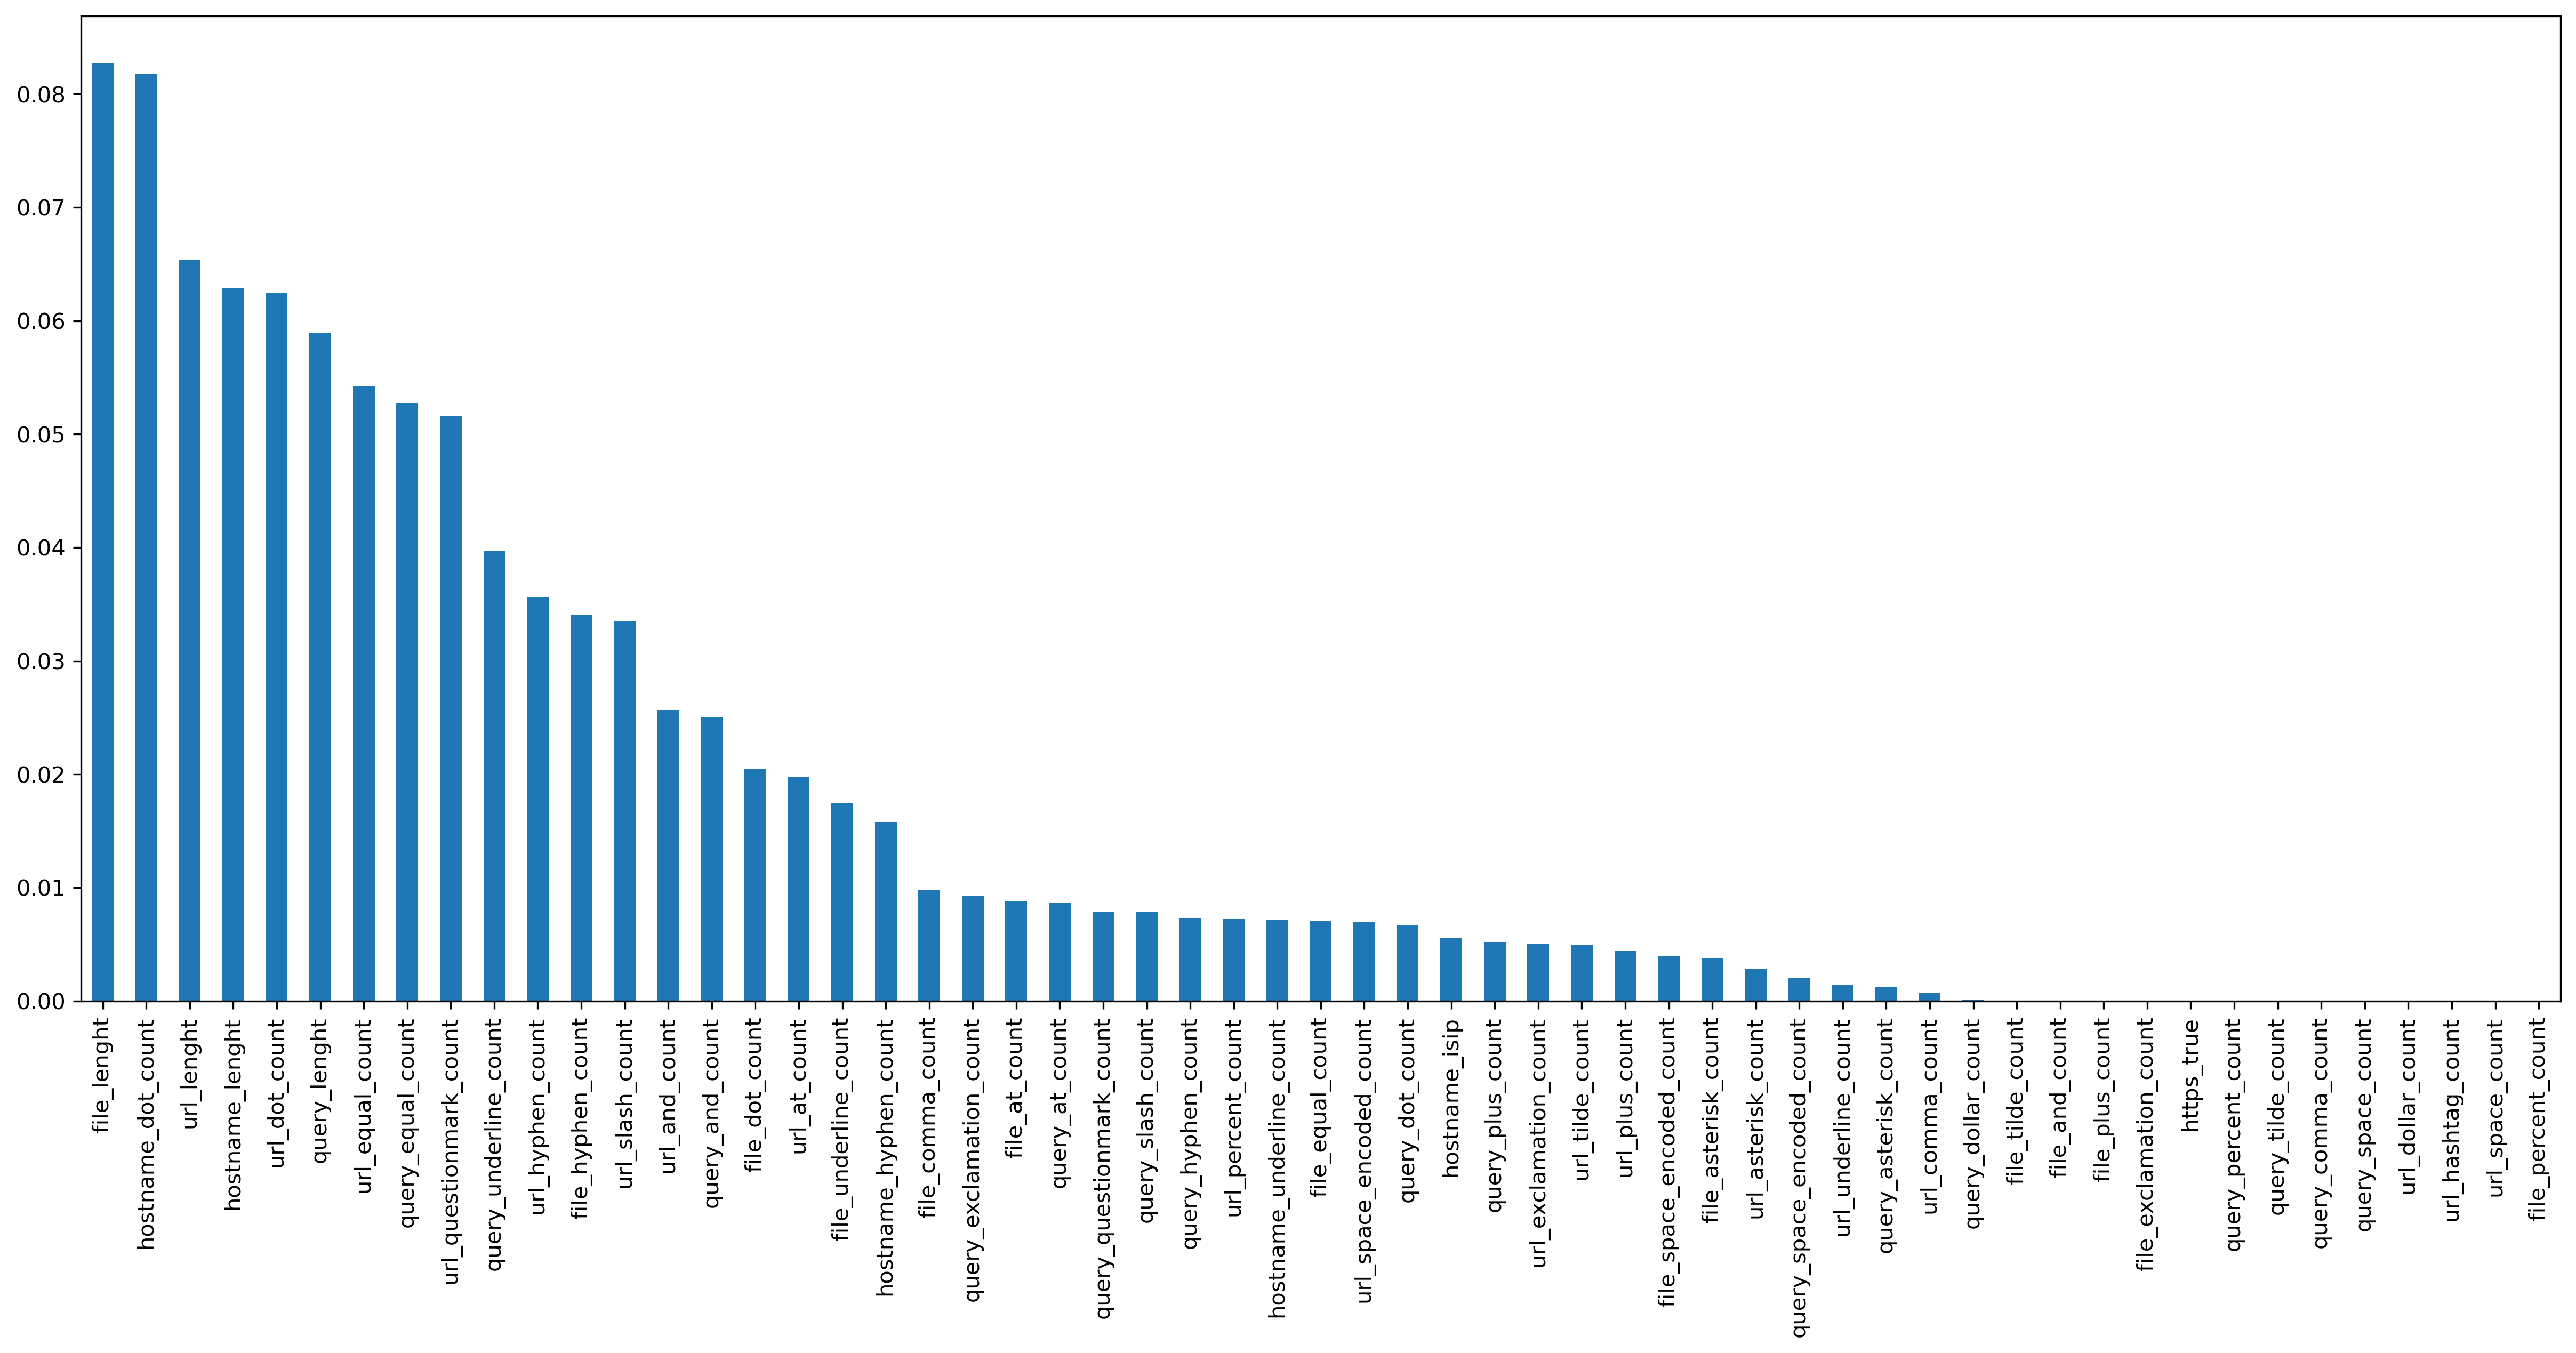 0.08
0.07
0.06
0.05
0.04
0.03
0.02
0.01
0.00
file_lenght
hostname_dot_count
url_lenght
hostname_lenght
url_dot_count
query_lenght
url_equal_count
query_equal_count
url_questionmark_count
query_underline_count
url_hyphen_count
file_hyphen_count
url_slash_count
url_and_count
query_and_count
file_dot_count
url_at_count
file_underline_count
hostname_hyphen_count
file_comma_count
query_exclamation_count
file_at_count
query_at_count
query_questionmark_count
query_slash_count
query_hyphen_count
url_percent_count
hostname_underline_count
file_equal_count
url_space_encoded_count
query_dot_count
hostname_isip
query_plus_count
url_exclamation_count
url_tilde_count
url_plus_count
file_space_encoded_count
file_asterisk_count
url_asterisk_count
query_space_encoded_count
url_underline_count
query_asterisk_count
url_comma_count
query_dollar_count
file_tilde_count
file_and_count
file_plus_count
file_exclamation_count
https_true
query_percent_count
query_tilde_count
query_comma_count
query_space_count
url_dollar_count
url_hashtag_count
url_space_count
file_percent_count